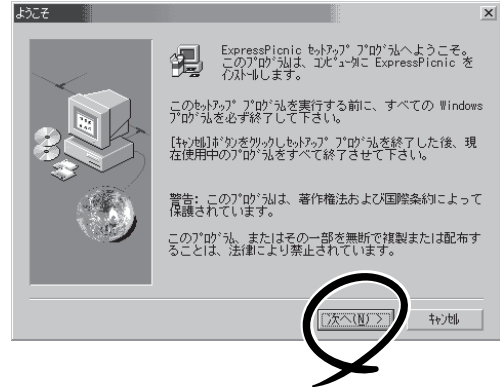 ようこそ
ExpressPicnic ｾｯﾄｱｯﾌﾟ ﾌﾟﾛｸﾞﾗﾑへようこそ。
このﾌﾟﾛｸﾞﾗﾑは、ｺﾝﾋﾟｭｰﾀに ExpressPicnic を
ｲﾝｽﾄｰﾙします。
このｾｯﾄｱｯﾌﾟ ﾌﾟﾛｸﾞﾗﾑを実行する前に、すべての Windows
ﾌﾟﾛｸﾞﾗﾑを必ず終了して下さい。
[ｷｬﾝｾﾙ]ﾎﾞﾀﾝをｸﾘｯｸしｾｯﾄｱｯﾌﾟ ﾌﾟﾛｸﾞﾗﾑを終了した後、現
在使用中のﾌﾟﾛｸﾞﾗﾑをすべて終了させて下さい。
警告: このﾌﾟﾛｸﾞﾗﾑは、著作権法および国際条約によって
保護されています。
このﾌﾟﾛｸﾞﾗﾑ、またはその一部を無断で複製または配布す
ることは、法律により禁止されています。
次へ(N) >
ｷｬﾝｾﾙ